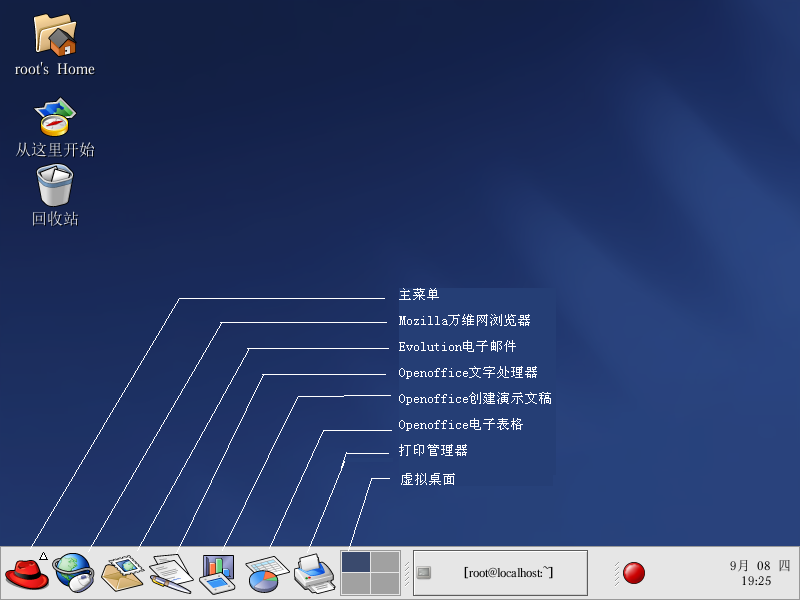 root's Home
从这里开始
回收站
主菜单
Mozilla万维网浏览器
Evolution电子邮件
Openoffice文字处理器
Openoffice创建演示文稿
Openoffice电子表格
打印管理器
虚拟桌面
[root@localhost:~]
9月 08 四
19:25